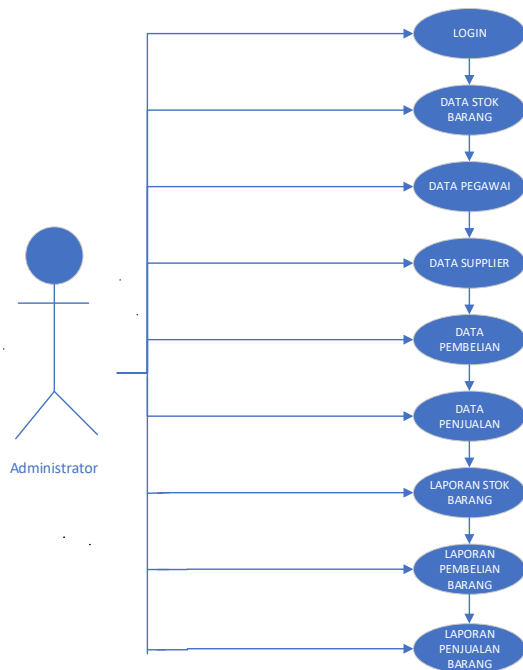 LOGIN
DATA STOK
BARANG
DATA PEGAWAI
DATA SUPPLIER
DATA
PEMBELIAN
DATA
PENJUALAN
Administrator
LAPORAN STOK
BARANG
LAPORAN
PEMBELIAN
BARANG
LAPORAN
PENJUALAN
BARANG